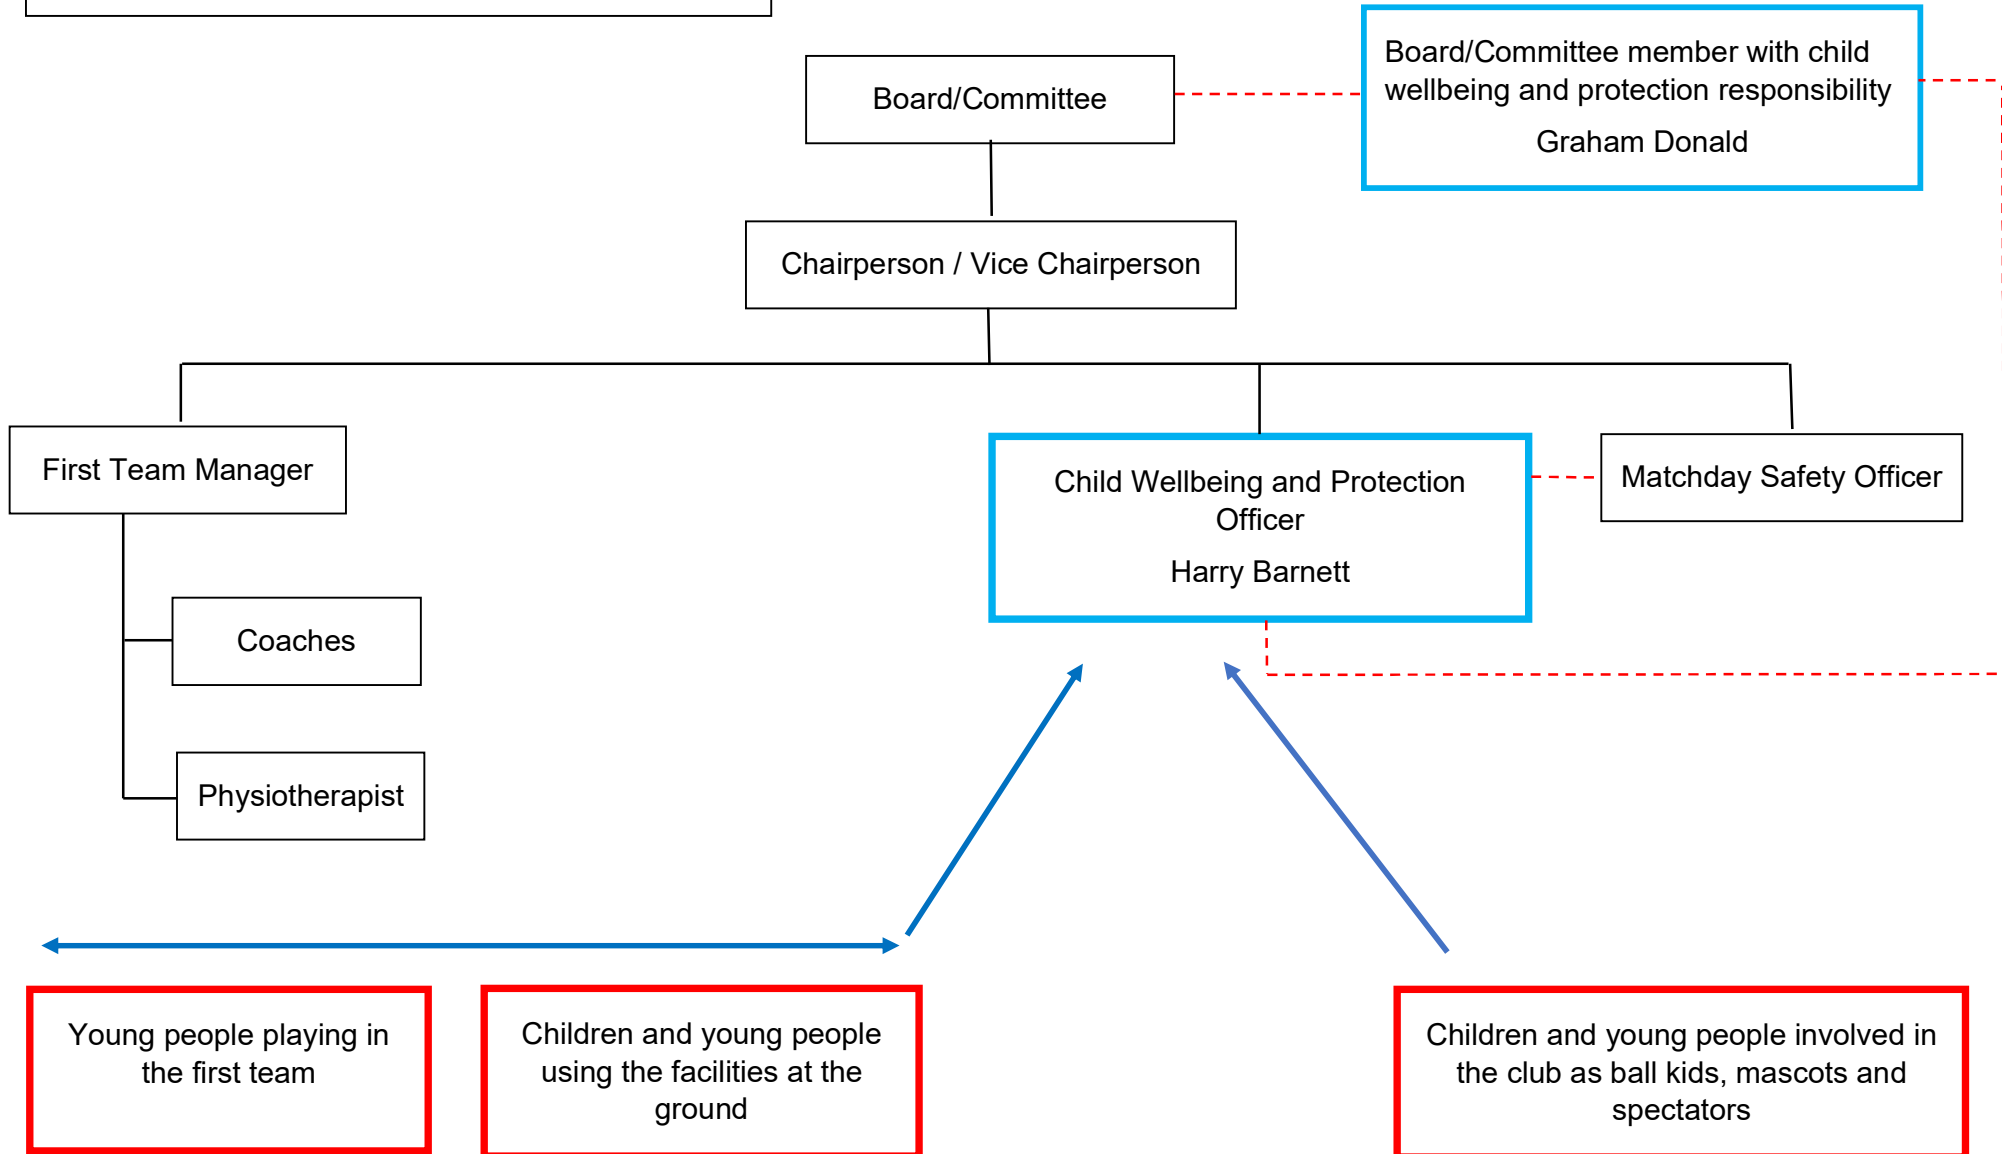 Board/Committee
Board/Committee member with child
wellbeing and protection responsibility
Graham Donald
Chairperson / Vice Chairperson
First Team Manager
Child Wellbeing and Protection
Officer
Harry Barnett
Matchday Safety Officer
Coaches
Physiotherapist
Young people playing in
the first team
Children and young people
using the facilities at the
ground
Children and young people involved in
the club as ball kids, mascots and
spectators